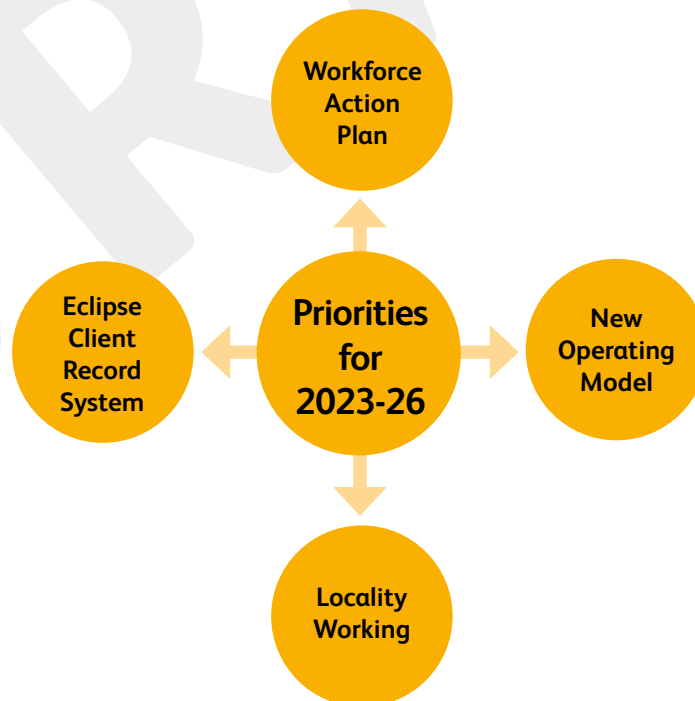 Workforce
Action
Plan
Eclipse
Client
Record
System
Priorities
for
2023-26
New
Operating
Model
Locality
Working